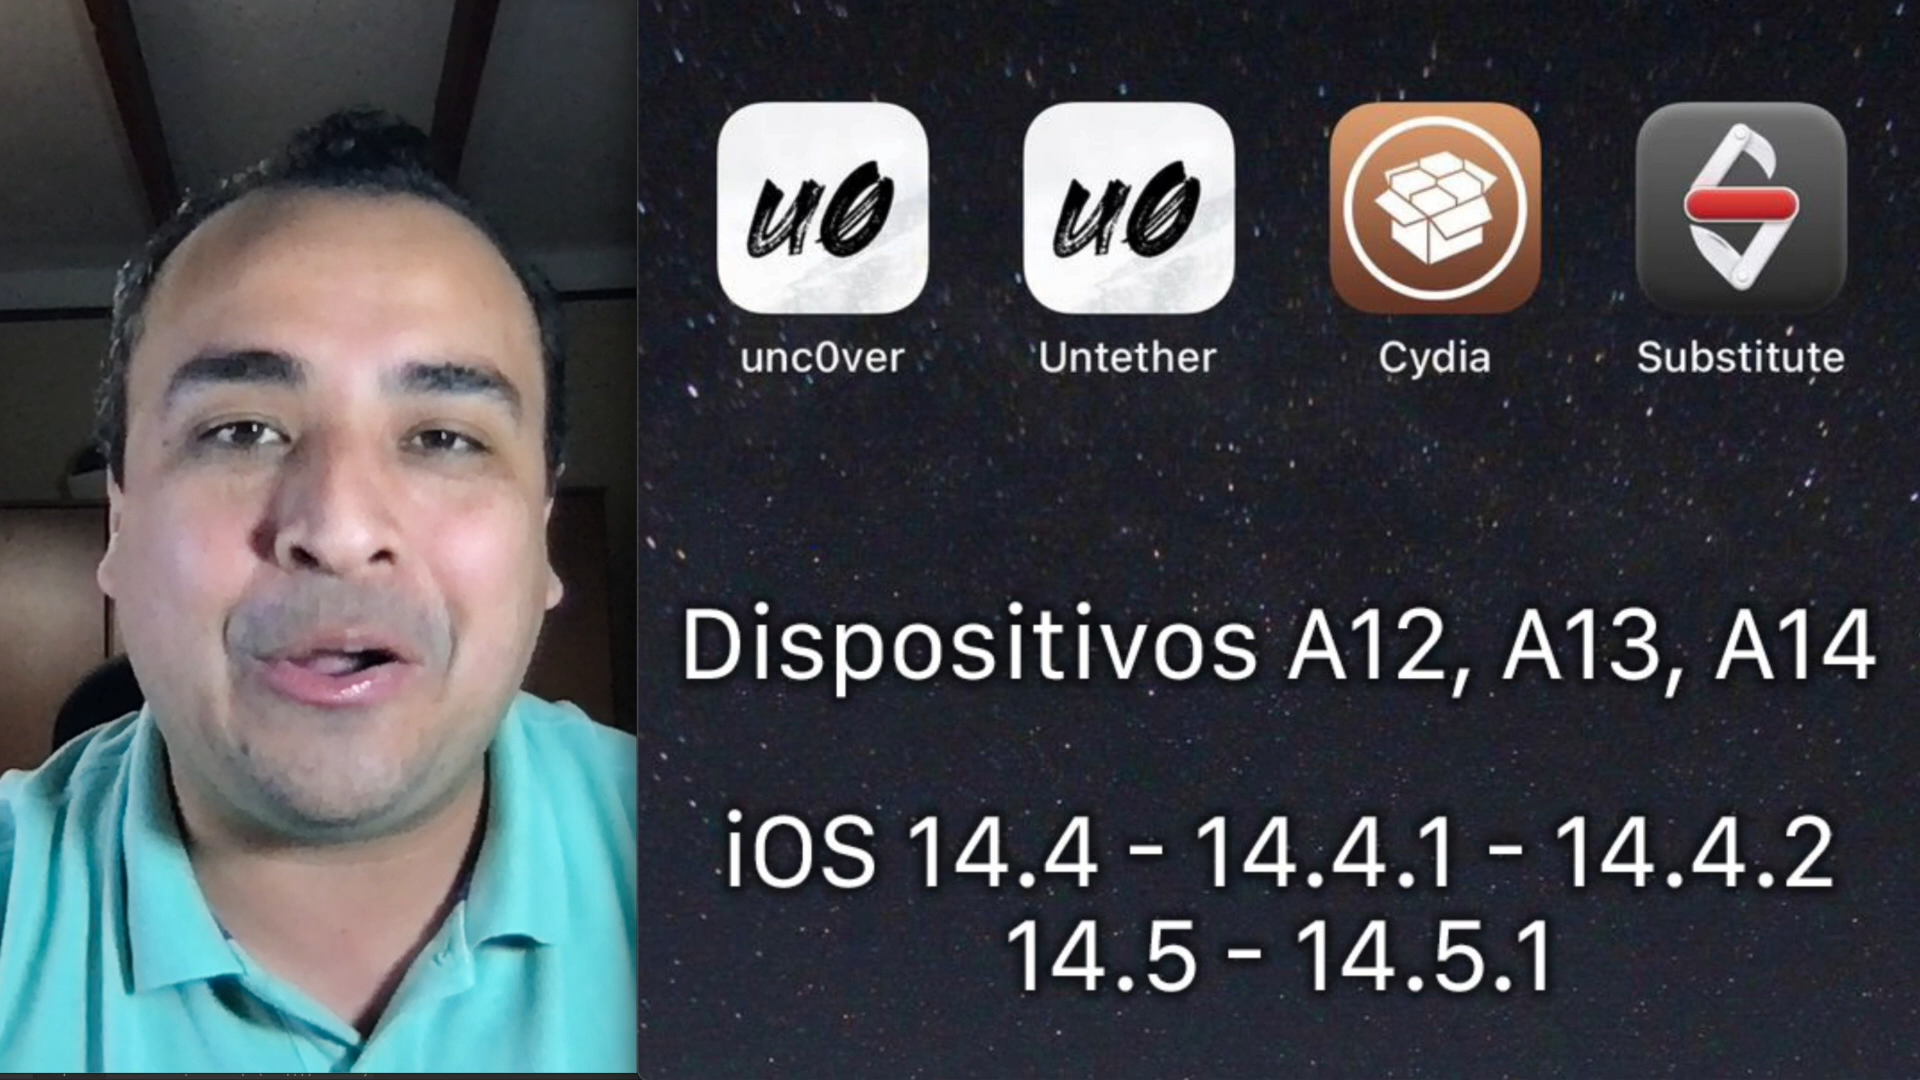 u0 u0
unc0ver Untether Cydia Substitute
Dispositivos A12, A13, A14
iOS 14.4 - 14.4.1 - 14.4.2
14.5 - 14.5.1